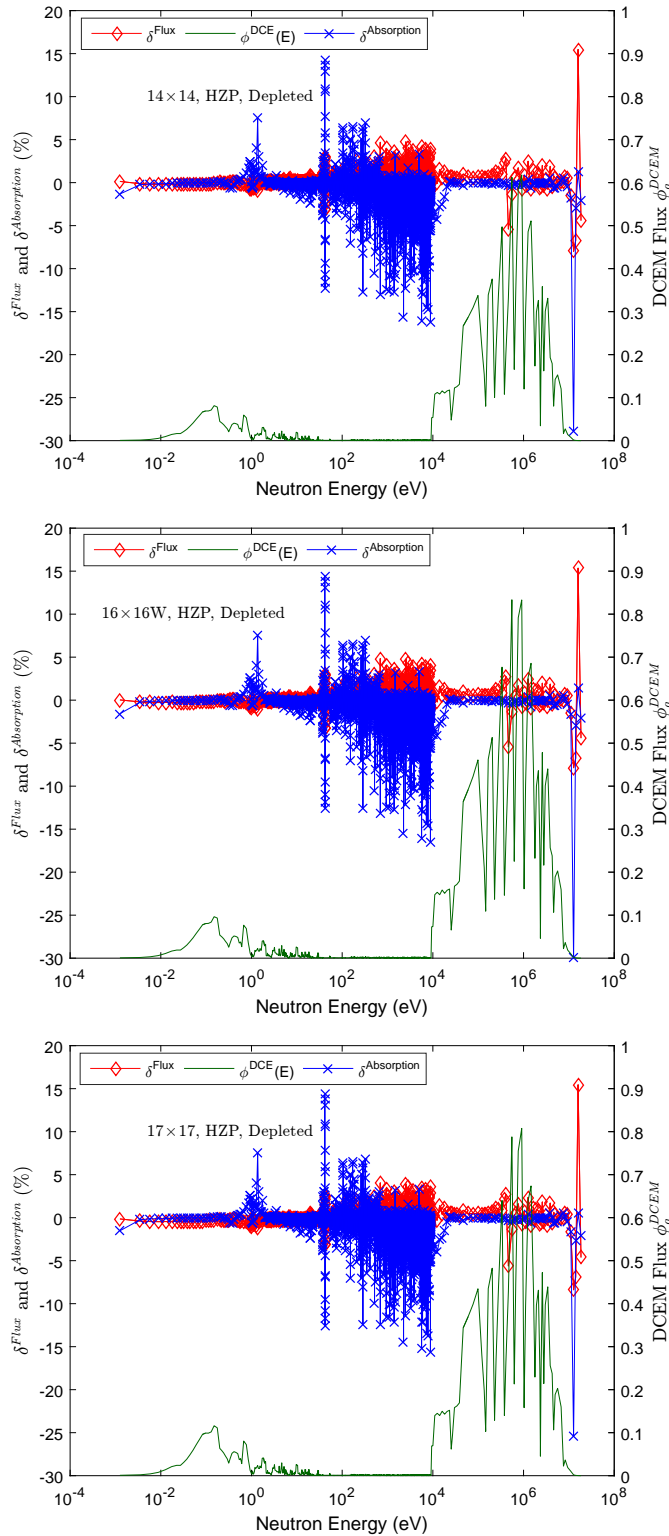 δ^Flux φ^DCE(E) δ^Absorption
14×14, HZP, Depleted
20 15 10 5 0 -5 -10 -15 -20 -25 -30
δ^Flux and δ^Absorption (%)
1 0.9 0.8 0.7 0.6 0.5 0.4 0.3 0.2 0.1 0
DCEM Flux φ_g^DCEM
10^-4 10^-2 10^0 10^2 10^4 10^6 10^8
Neutron Energy (eV)
δ^Flux φ^DCE(E) δ^Absorption
16×16W, HZP, Depleted
20 15 10 5 0 -5 -10 -15 -20 -25 -30
δ^Flux and δ^Absorption (%)
1 0.9 0.8 0.7 0.6 0.5 0.4 0.3 0.2 0.1 0
DCEM Flux φ_g^DCEM
10^-4 10^-2 10^0 10^2 10^4 10^6 10^8
Neutron Energy (eV)
δ^Flux φ^DCE(E) δ^Absorption
17×17, HZP, Depleted
20 15 10 5 0 -5 -10 -15 -20 -25 -30
δ^Flux and δ^Absorption (%)
1 0.9 0.8 0.7 0.6 0.5 0.4 0.3 0.2 0.1 0
DCEM Flux φ_g^DCEM
10^-4 10^-2 10^0 10^2 10^4 10^6 10^8
Neutron Energy (eV)